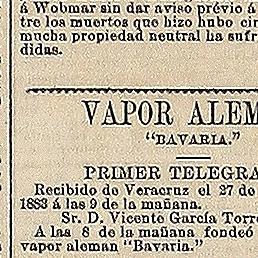 á Wobmar sin dar aviso prévio á
tre los muertos que hizo hubo cin
mucha propiedad neutral ha sufr
didas.
VAPOR ALEM
"BAVARIA."
PRIMER TELEGRA
Recibido de Veracruz el 27 de
1883 á las 9 de la mañana.
Sr. D. Vicente García Torre
A las 8 de la mañana fondeó
vapor aleman "Bavaria."